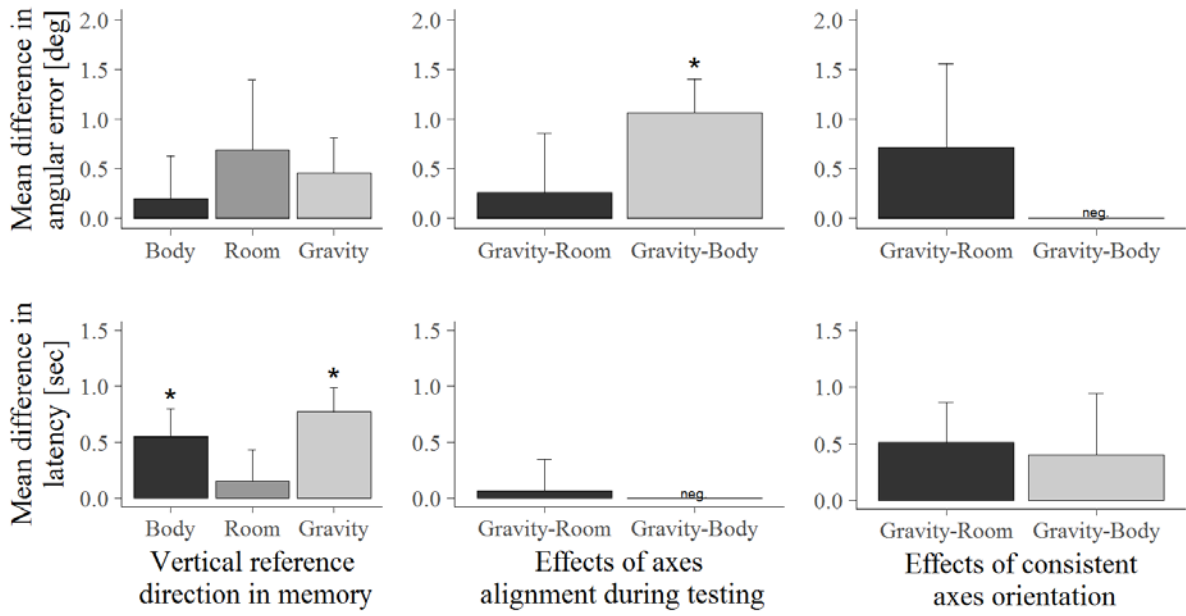 Mean difference in
angular error [deg]
2.0
1.5
1.0
0.5
0.0
Body Room Gravity
2.0
1.5
1.0
0.5
0.0
*
Gravity-Room Gravity-Body
2.0
1.5
1.0
0.5
0.0
neg.
Gravity-Room Gravity-Body
Mean difference in
latency [sec]
1.5
1.0
0.5
0.0
* *
Body Room Gravity
Vertical reference
direction in memory
1.5
1.0
0.5
0.0
neg.
Gravity-Room Gravity-Body
Effects of axes
alignment during testing
1.5
1.0
0.5
0.0
Gravity-Room Gravity-Body
Effects of consistent
axes orientation